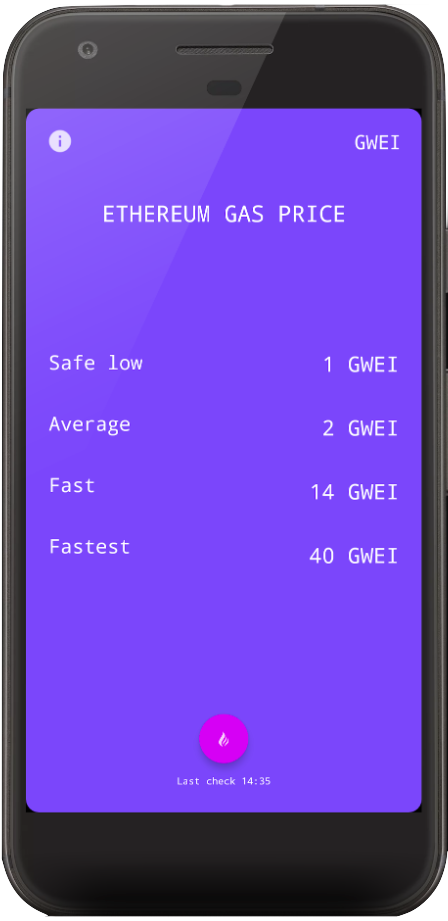 GWEI
ETHEREUM GAS PRICE
Safe low 1 GWEI
Average 2 GWEI
Fast 14 GWEI
Fastest 40 GWEI
Last check 14:35